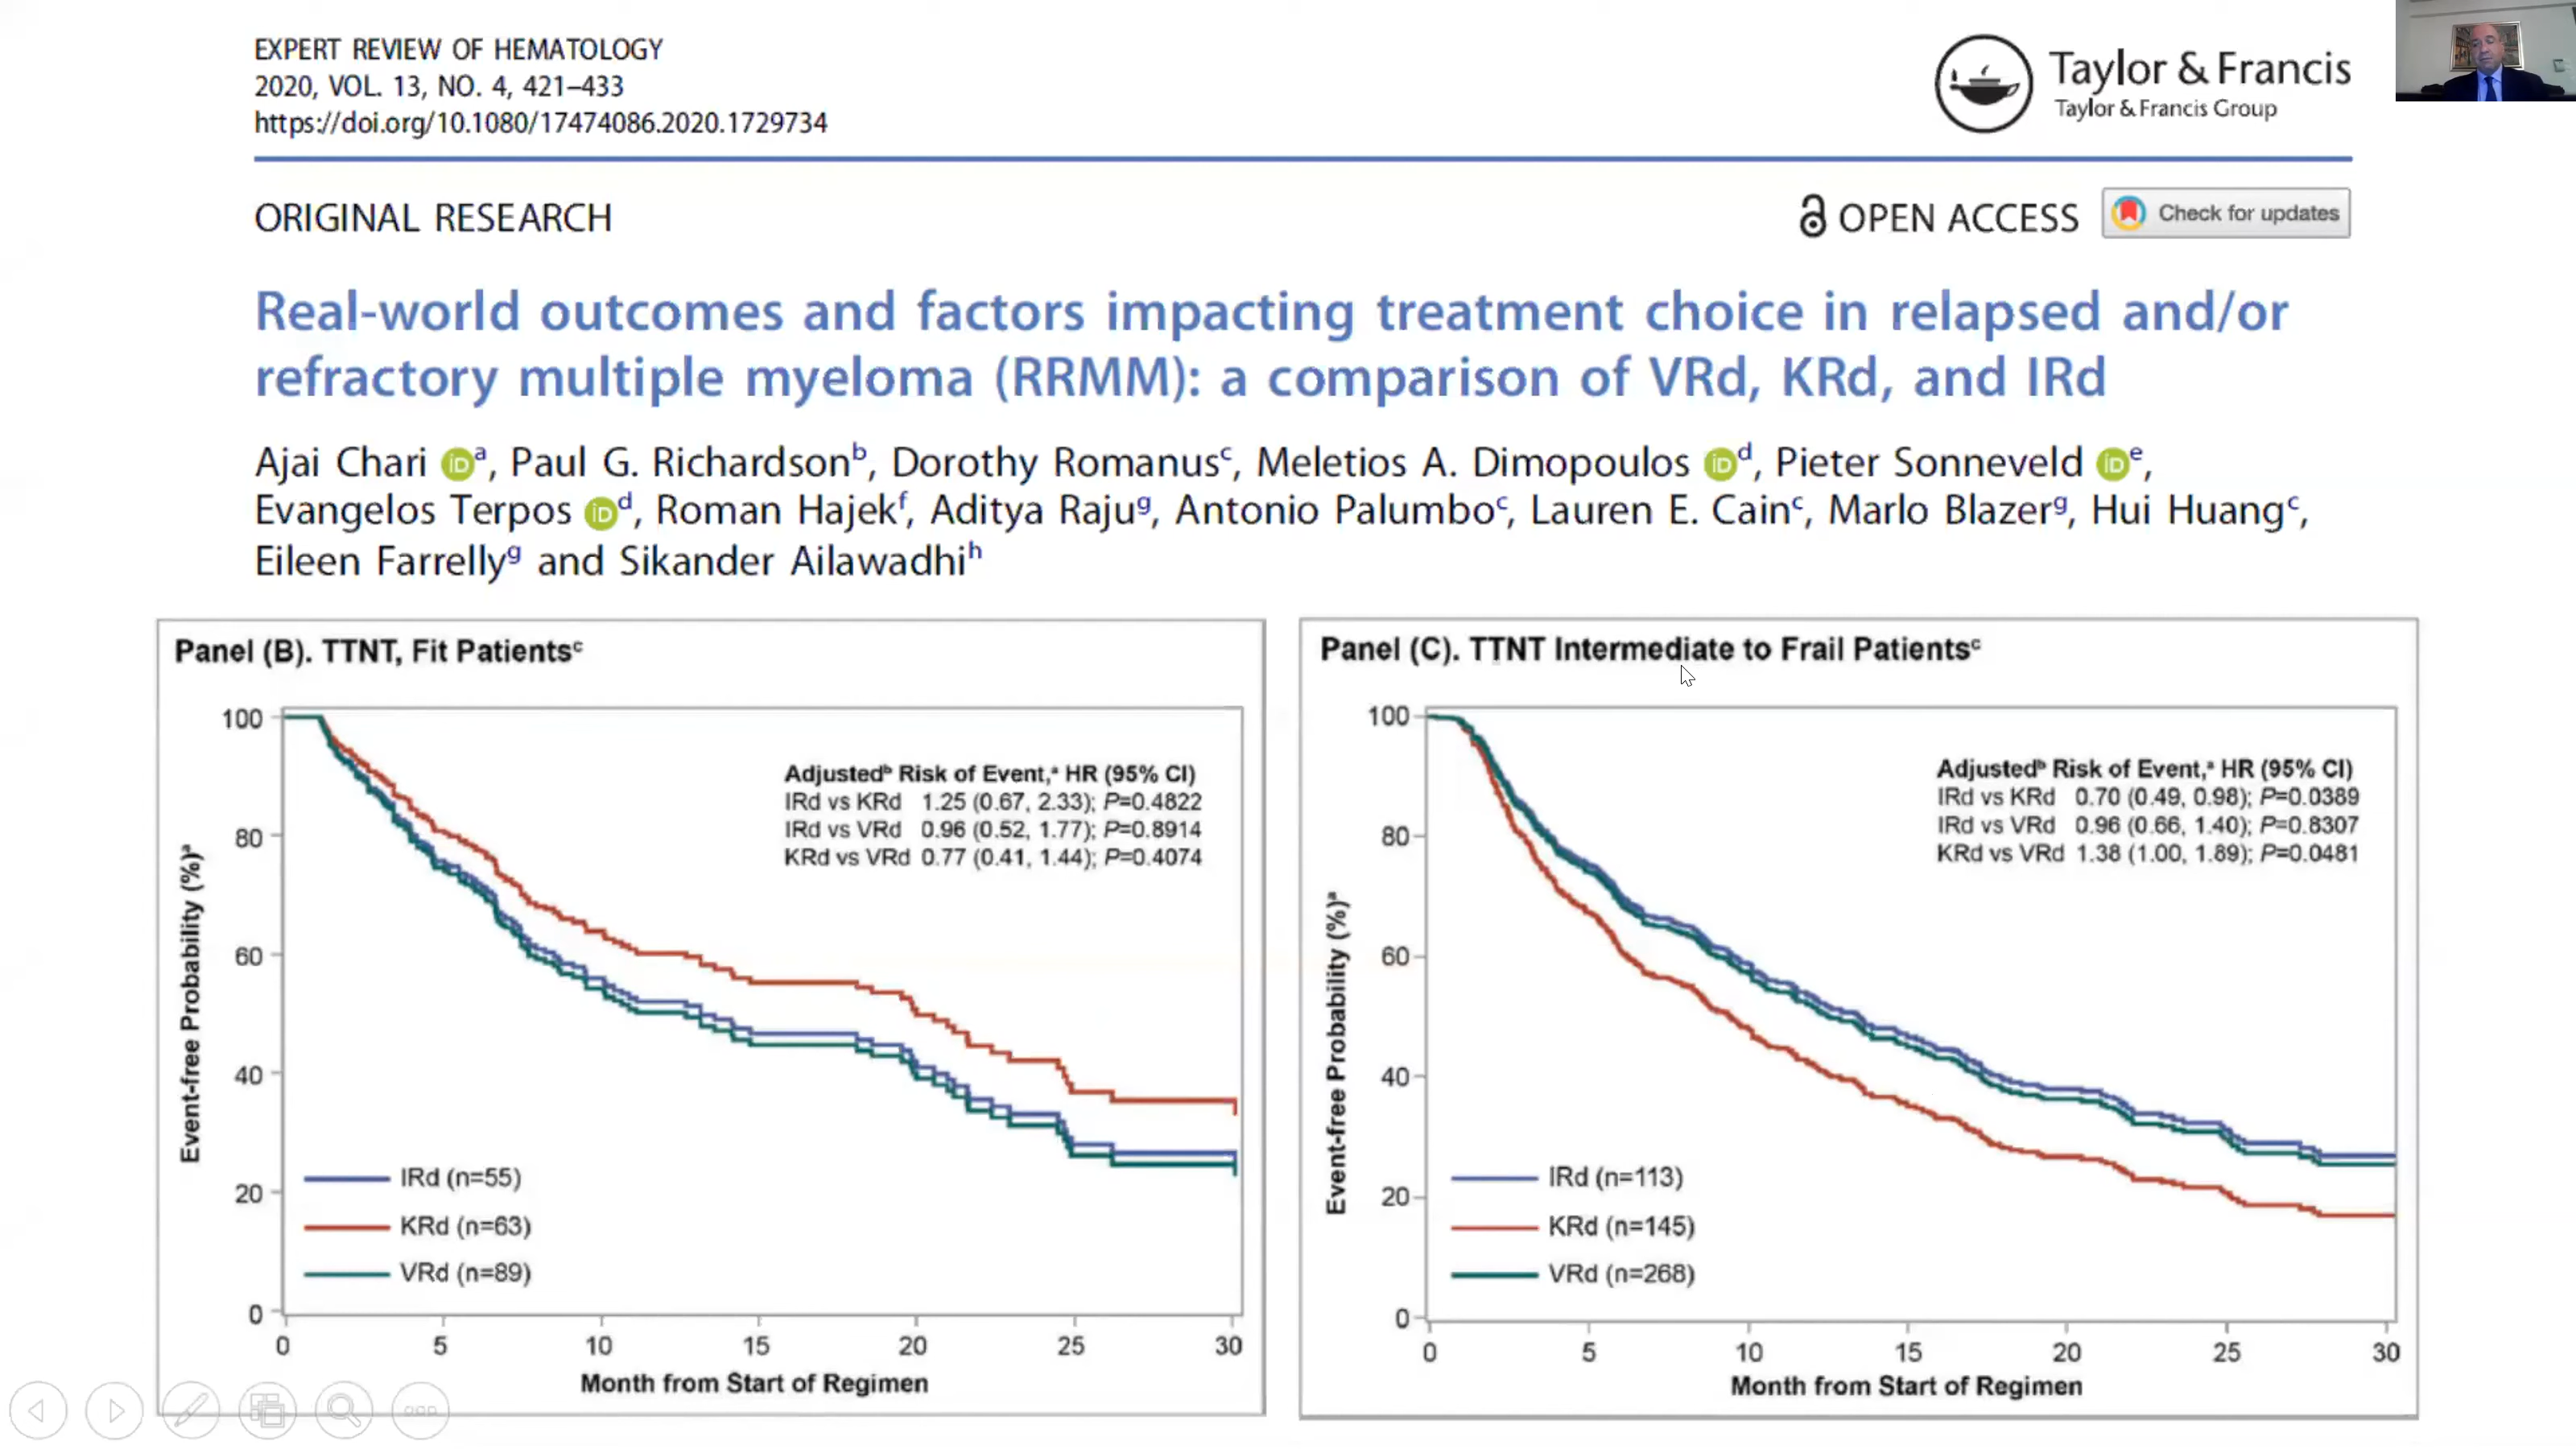 EXPERT REVIEW OF HEMATOLOGY
2020, VOL. 13, NO. 4, 421–433
https://doi.org/10.1080/17474086.2020.1729734
Taylor & Francis
Taylor & Francis Group
ORIGINAL RESEARCH
OPEN ACCESS
Check for updates
Real-world outcomes and factors impacting treatment choice in relapsed and/or
refractory multiple myeloma (RRMM): a comparison of VRd, KRd, and IRd
Ajai Chari iD a, Paul G. Richardson b, Dorothy Romanus c, Meletios A. Dimopoulos iD d, Pieter Sonneveld iD e,
Evangelos Terpos iD d, Roman Hajek f, Aditya Raju g, Antonio Palumbo c, Lauren E. Cain c, Marlo Blazer g, Hui Huang c,
Eileen Farrelly g and Sikander Ailawadhi h
Panel (B). TTNT, Fit Patients c
Event-free Probability (%) a
100
80
60
40
20
0
Adjusted b Risk of Event, a HR (95% CI)
IRd vs KRd 1.25 (0.67, 2.33); P=0.4822
IRd vs VRd 0.96 (0.52, 1.77); P=0.8914
KRd vs VRd 0.77 (0.41, 1.44); P=0.4074
IRd (n=55)
KRd (n=63)
VRd (n=89)
0 5 10 15 20 25 30
Month from Start of Regimen
Panel (C). TTNT Intermediate to Frail Patients c
Event-free Probability (%) a
100
80
60
40
20
0
Adjusted b Risk of Event, a HR (95% CI)
IRd vs KRd 0.70 (0.49, 0.98); P=0.0389
IRd vs VRd 0.96 (0.66, 1.40); P=0.8307
KRd vs VRd 1.38 (1.00, 1.89); P=0.0481
IRd (n=113)
KRd (n=145)
VRd (n=268)
0 5 10 15 20 25 30
Month from Start of Regimen